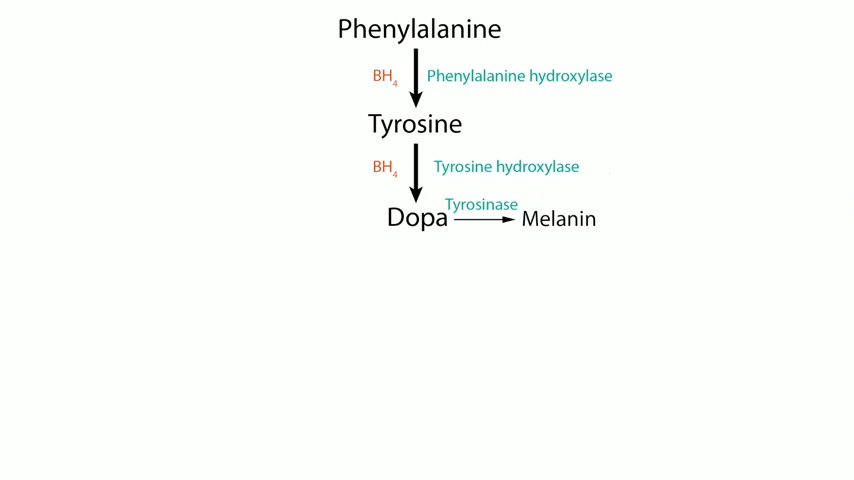 Phenylalanine
BH4 Phenylalanine hydroxylase
Tyrosine
BH4 Tyrosine hydroxylase
Tyrosinase
Dopa Melanin